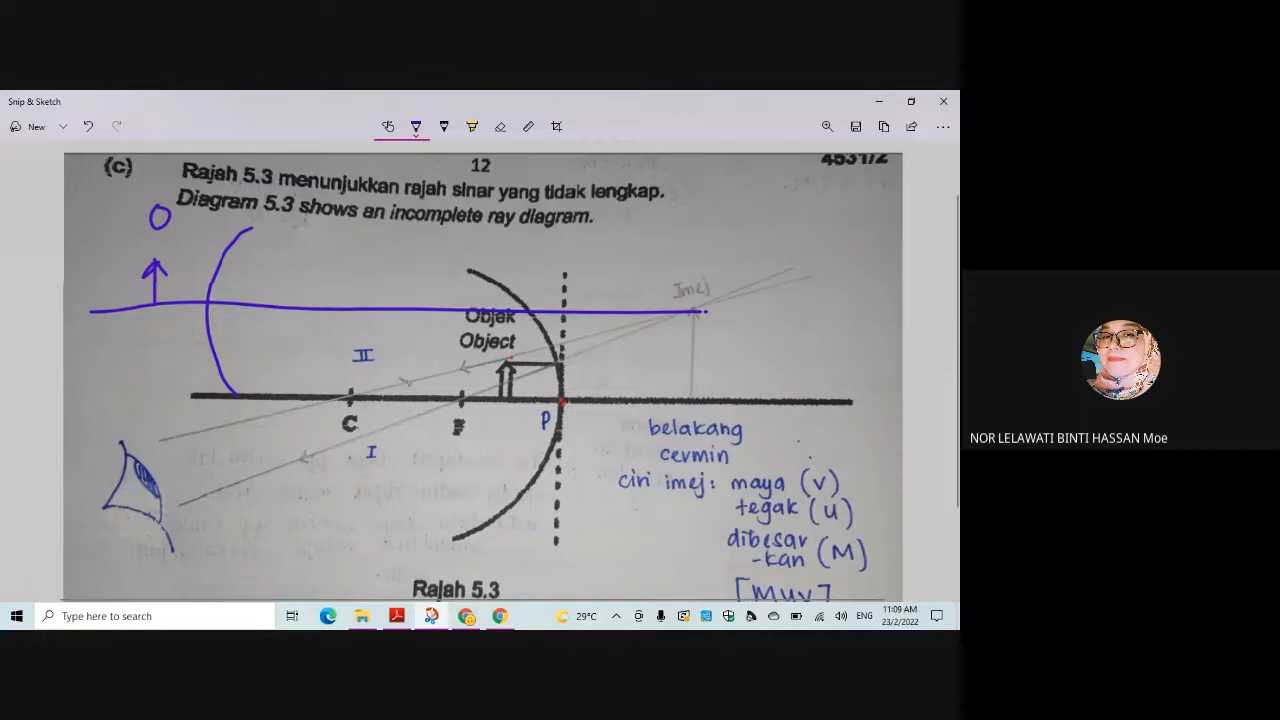 Snip & Sketch
New
(c)
12
4531/2
Rajah 5.3 menunjukkan rajah sinar yang tidak lengkap.
Diagram 5.3 shows an incomplete ray diagram.
O
Imej
Objek
Object
II
C
F
P
I
belakang
cermin
ciri imej: maya (V)
tegak (U)
dibesar
-kan (M)
[MUV]
Rajah 5.3
NOR LELAWATI BINTI HASSAN Moe
Type here to search
29°C
ENG
11:09 AM
23/2/2022